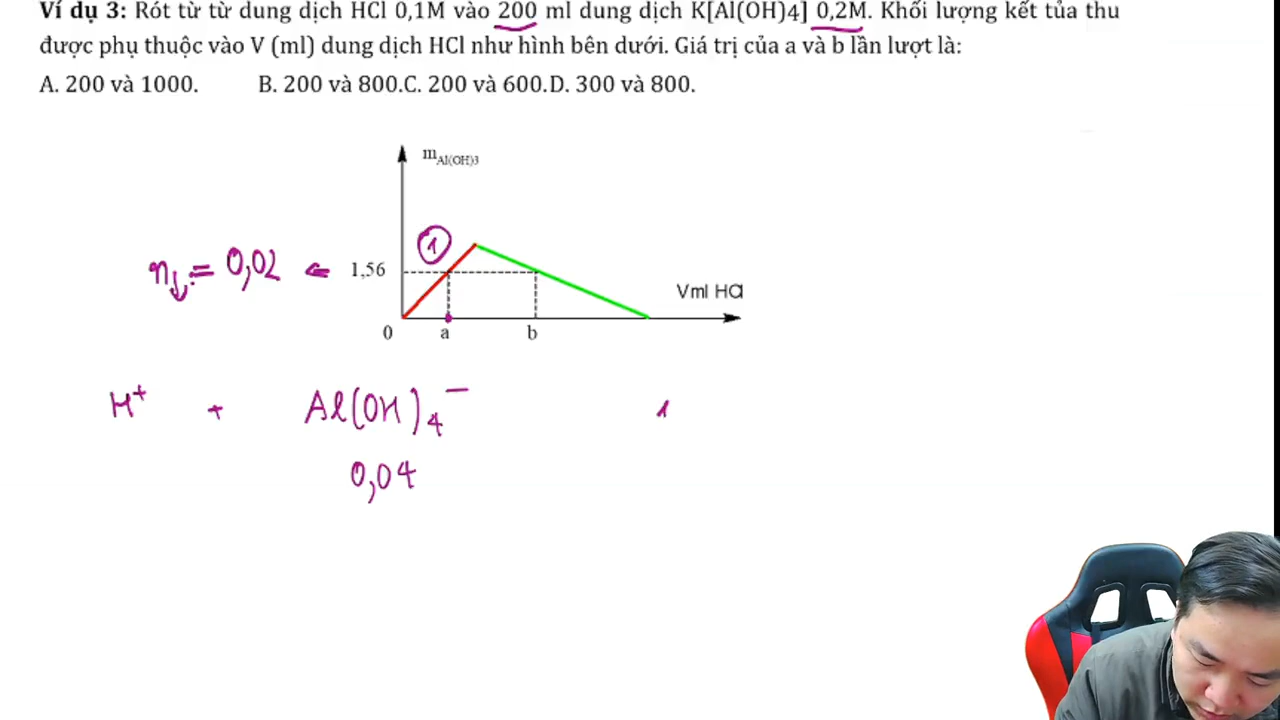 Ví dụ 3: Rót từ từ dung dịch HCl 0,1M vào 200 ml dung dịch K[Al(OH)4] 0,2M. Khối lượng kết tủa thu
được phụ thuộc vào V (ml) dung dịch HCl như hình bên dưới. Giá trị của a và b lần lượt là:
A. 200 và 1000. B. 200 và 800.C. 200 và 600.D. 300 và 800.
mAl(OH)3
1
n↓ = 0,02 ⇐ 1,56
Vml HCl
0 a b
H+ + Al(OH)4−
0,04